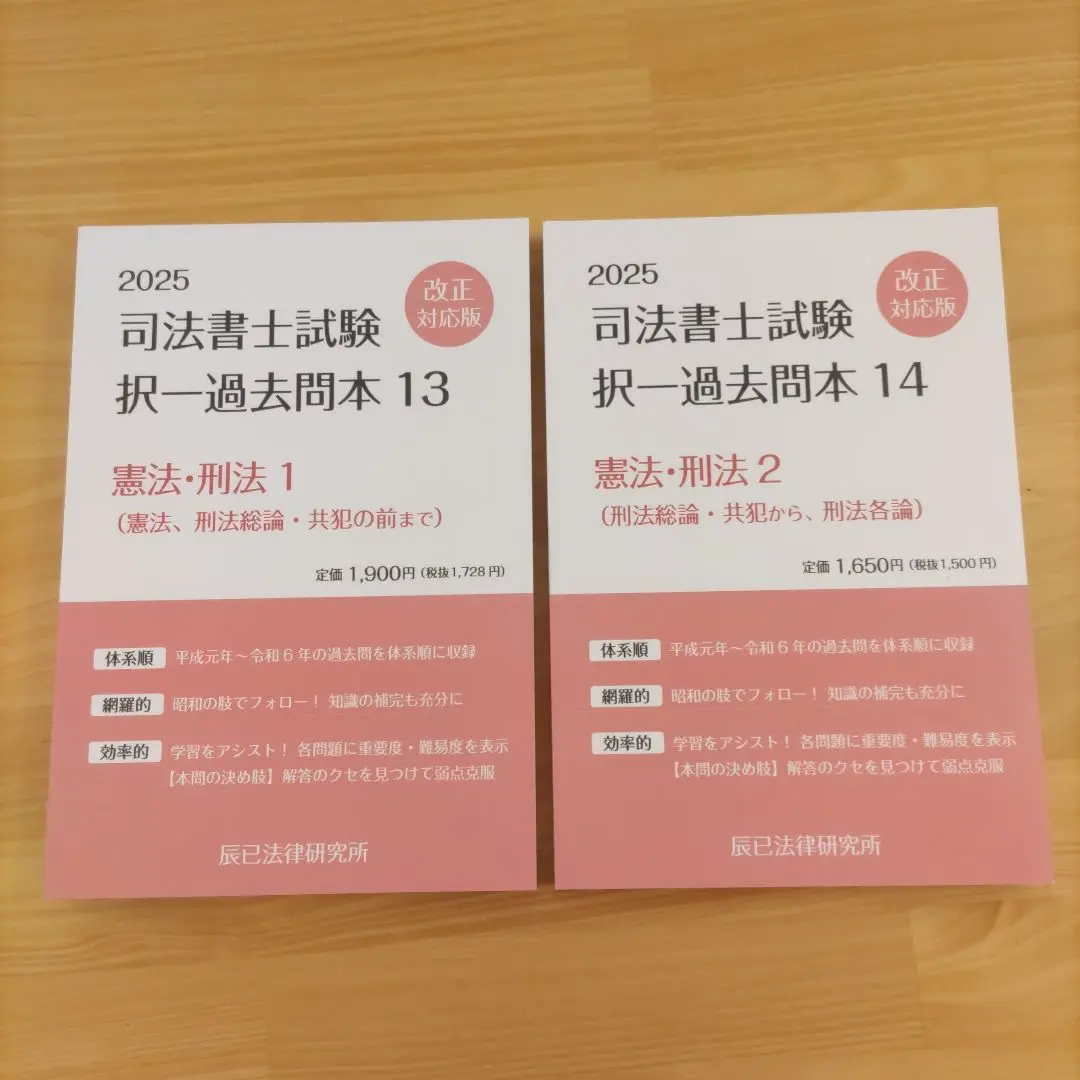 2025
改正
対応版
司法書士試験
択一過去問本 13
憲法・刑法 1
(憲法、刑法総論・共犯の前まで)
定価 1,900円 (税抜1,728 円)
体系順 平成元年～令和 6 年の過去問を体系順に収録
網羅的 昭和の肢でフォロー! 知識の補完も充分に
効率的 学習をアシスト! 各問題に重要度・難易度を表示
【本問の決め肢】解答のクセを見つけて弱点克服
辰已法律研究所
2025
改正
対応版
司法書士試験
択一過去問本 14
憲法・刑法 2
(刑法総論・共犯から、刑法各論)
定価 1,650円 (税抜1,500 円)
体系順 平成元年～令和 6 年の過去問を体系順に収録
網羅的 昭和の肢でフォロー! 知識の補完も充分に
効率的 学習をアシスト! 各問題に重要度・難易度を表示
【本問の決め肢】解答のクセを見つけて弱点克服
辰已法律研究所